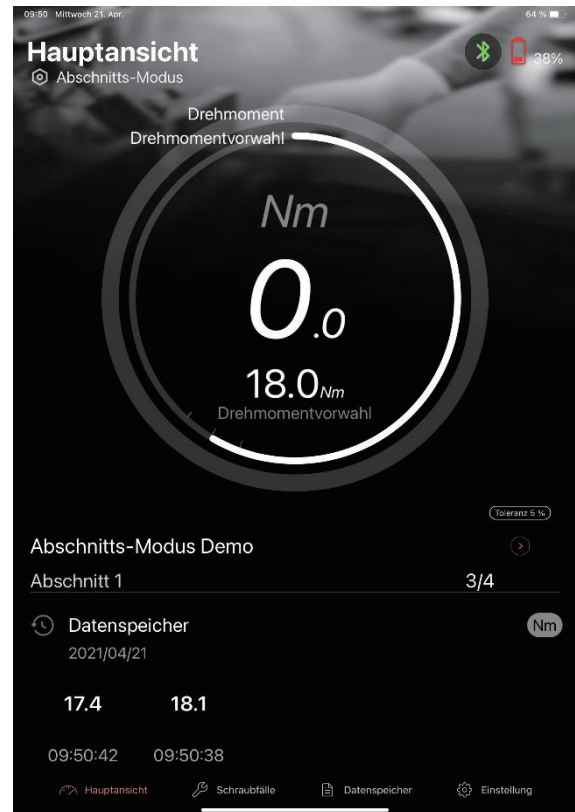 09:50 Mittwoch 21. Apr. 64 %
Hauptansicht
38%
Abschnitts-Modus
Drehmoment
Drehmomentvorwahl
Nm
0.0
18.0 Nm
Drehmomentvorwahl
Toleranz 5 %
Abschnitts-Modus Demo
Abschnitt 1 3/4
Datenspeicher Nm
2021/04/21
17.4 18.1
09:50:42 09:50:38
Hauptansicht Schraubfälle Datenspeicher Einstellung